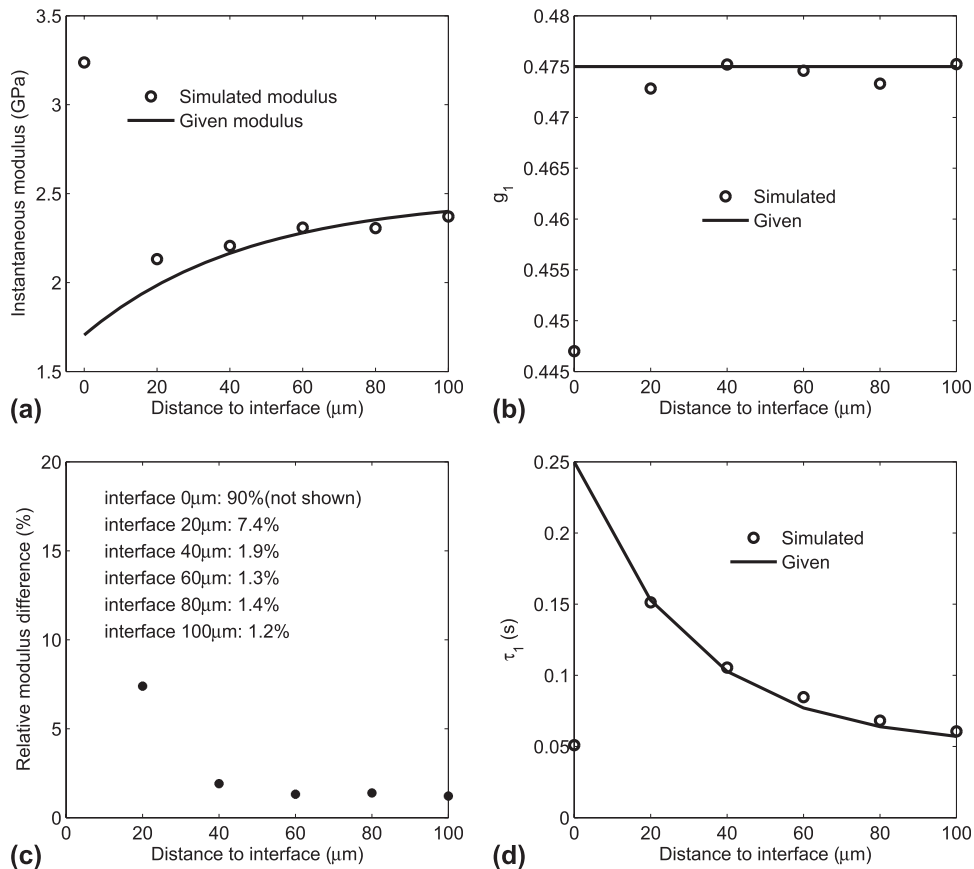 3.5
3
2.5
2
1.5
Instantaneous modulus (GPa)
Simulated modulus
Given modulus
0 20 40 60 80 100
Distance to interface (μm)
(a)
0.48
0.475
0.47
0.465
0.46
0.455
0.45
0.445
g1
Simulated
Given
0 20 40 60 80 100
Distance to interface (μm)
(b)
20
15
10
5
0
Relative modulus difference (%)
interface 0μm: 90%(not shown)
interface 20μm: 7.4%
interface 40μm: 1.9%
interface 60μm: 1.3%
interface 80μm: 1.4%
interface 100μm: 1.2%
0 20 40 60 80 100
Distance to interface (μm)
(c)
0.25
0.2
0.15
0.1
0.05
0
τ1 (s)
Simulated
Given
0 20 40 60 80 100
Distance to interface (μm)
(d)